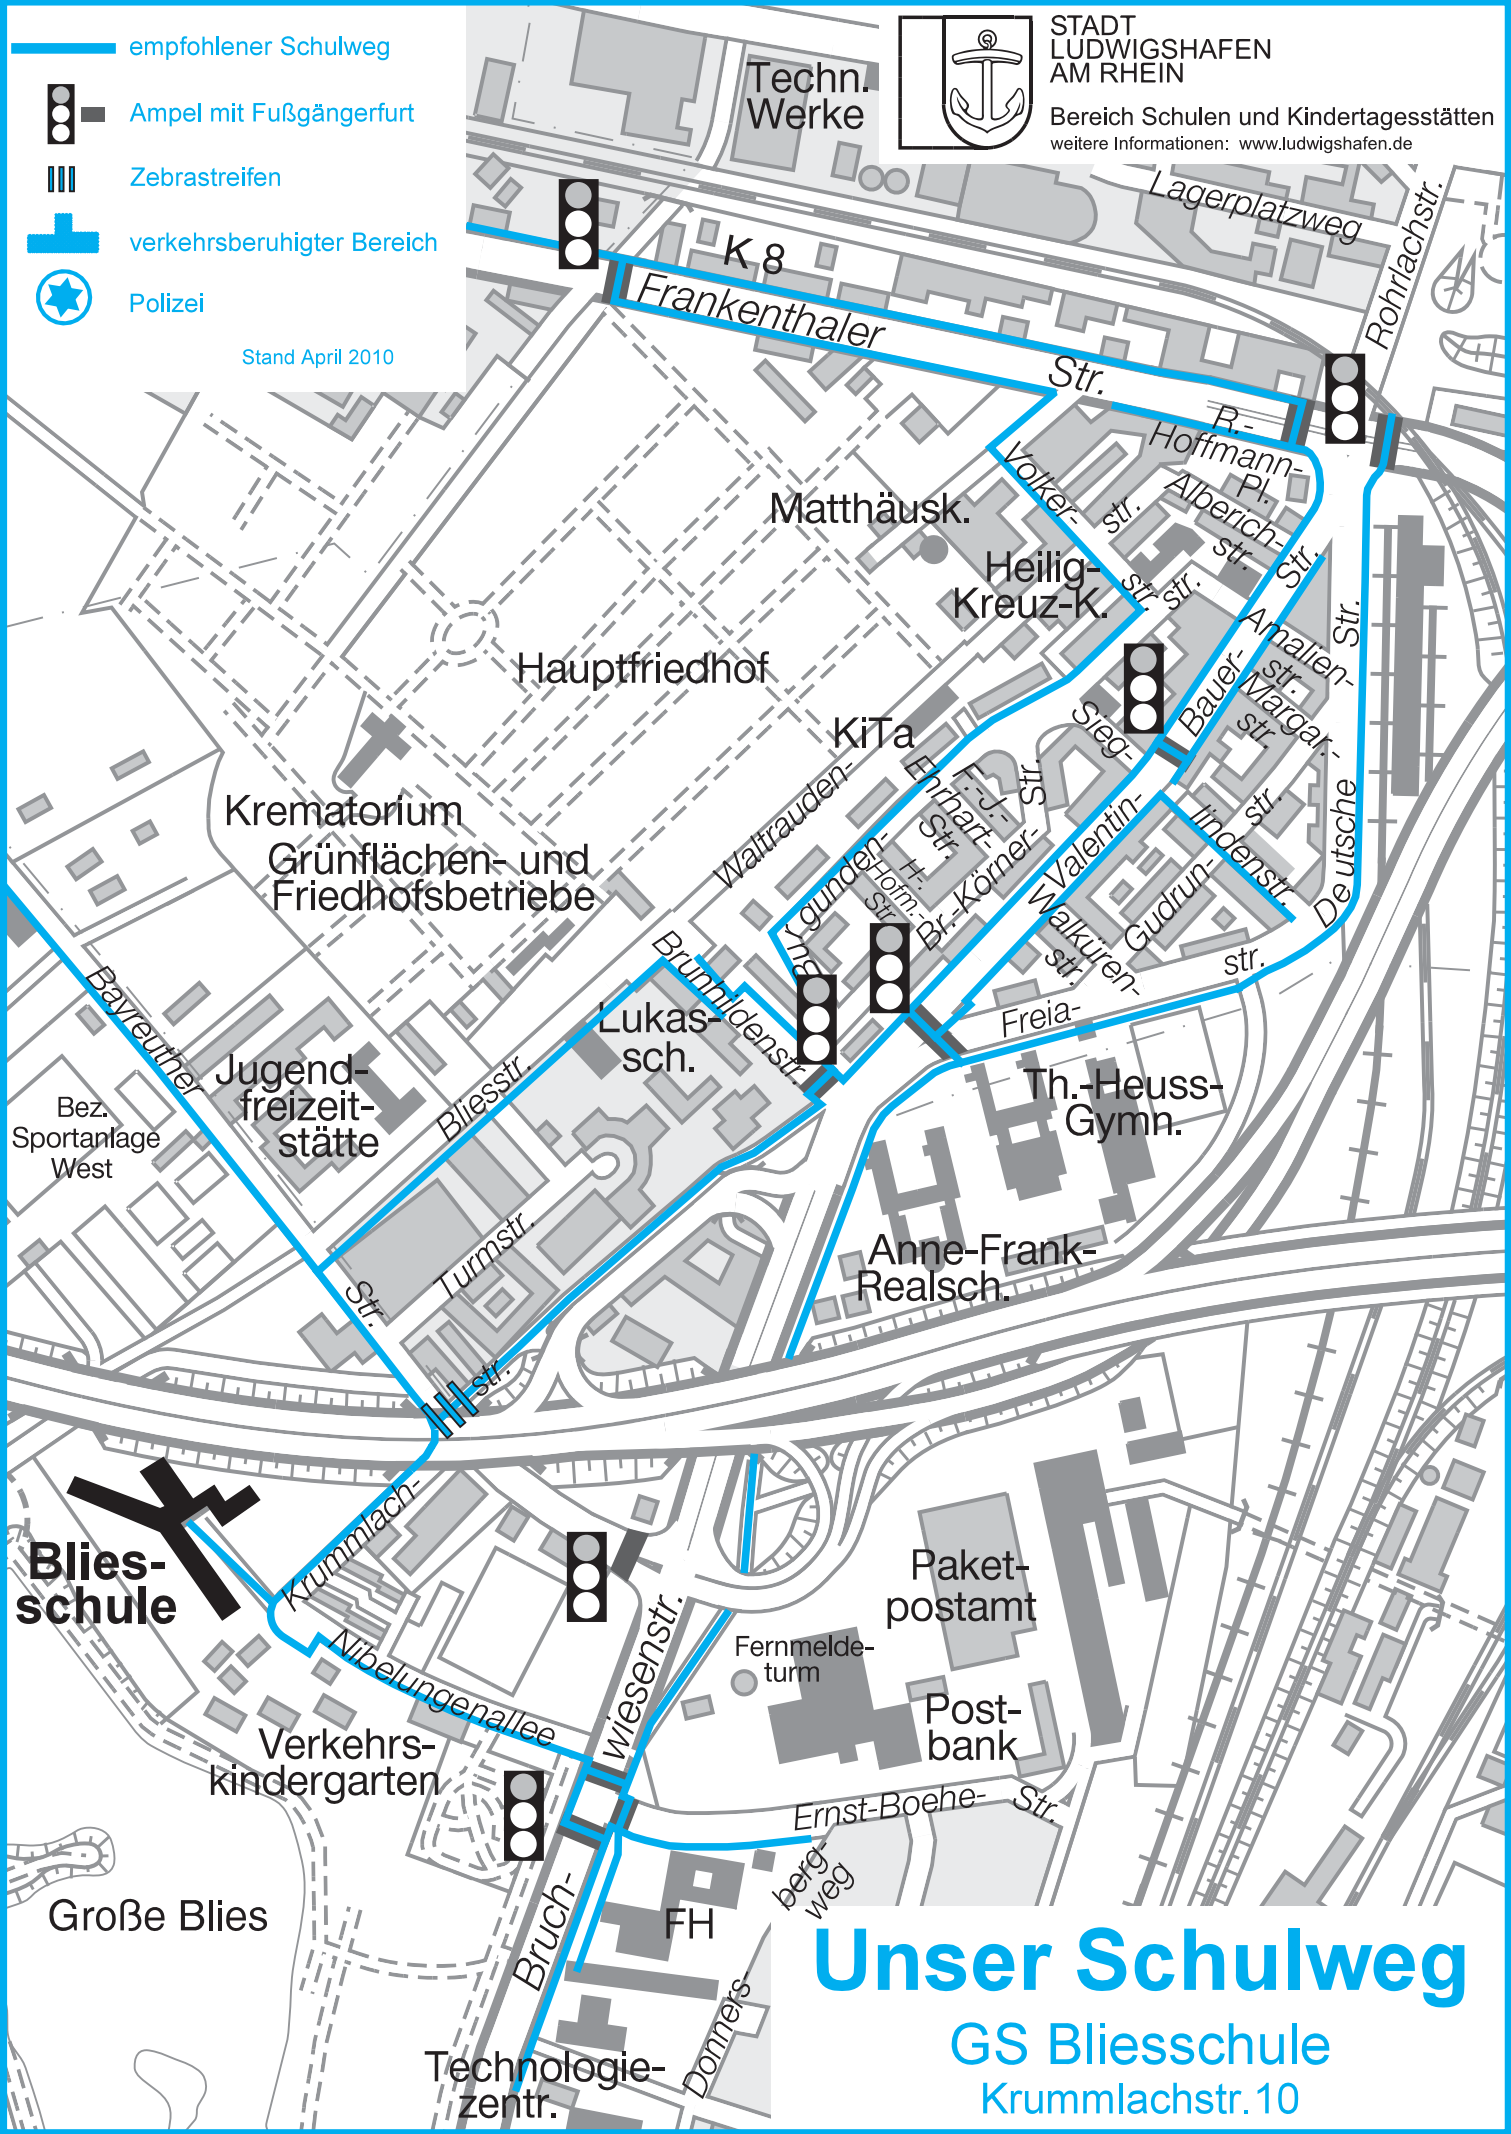 empfohlener Schulweg
Ampel mit Fußgängerfurt
Zebrastreifen
verkehrsberuhigter Bereich
Polizei
Stand April 2010
STADT
LUDWIGSHAFEN
AM RHEIN
Bereich Schulen und Kindertagesstätten
weitere Informationen: www.ludwigshafen.de
Techn.
Werke
Lagerplatzweg
Rohrlachstr.
K 8
Frankenthaler
Str.
R.-
Hoffmann-
Pl.
Volker-
str.
Alberich-
str.
Matthäusk.
Heilig-
Kreuz-K.
str.
str.
Str.
Amalien-
str.
Str.
Hauptfriedhof
Margar.-
str.
Bauer-
Sieg-
KiTa
Waltrauden-
Ehrhart-
F.-J.-
Str.
Str.
Krematorium
Grünflächen- und
Friedhofsbetriebe
gunden-
H.-
Hofm.-
Str.
Br.-Körner-
Valentin-
lindenstr.
Gudrun-
str.
Deutsche
Walküren-
str.
Brunhildenstr.
Freia-
str.
Bayreuther
Lukas-
sch.
Jugend-
freizeit-
stätte
Bliesstr.
Bez.
Sportanlage
West
Th.-Heuss-
Gymn.
Turmstr.
Anne-Frank-
Realsch.
Str.
str.
Krummlach-
Blies-
schule
Paket-
postamt
Fernmelde-
turm
wiesenstr.
Nibelungenallee
Post-
bank
Verkehrs-
kindergarten
Ernst-Boehe-
Str.
berg-
weg
Große Blies
Bruch-
FH
Donners-
Technologie-
zentr.
Unser Schulweg
GS Bliesschule
Krummlachstr.10